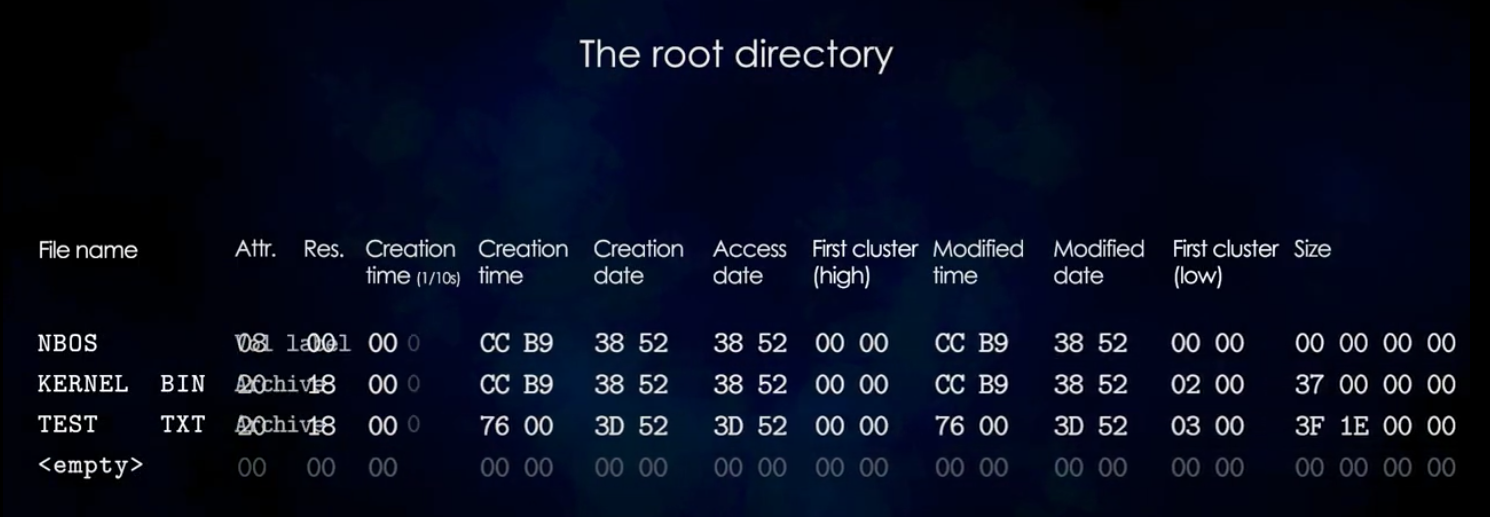 The root directory
File name Attr. Res. Creation time (1/10s) Creation time Creation date Access date First cluster (high) Modified time Modified date First cluster (low) Size
NBOS 08 00 Vol label 00 0 CC B9 38 52 38 52 00 00 CC B9 38 52 00 00 00 00 00 00
KERNEL BIN 20 18 Archive 00 0 CC B9 38 52 38 52 00 00 CC B9 38 52 02 00 37 00 00 00
TEST TXT 20 18 Archive 00 0 76 00 3D 52 3D 52 00 00 76 00 3D 52 03 00 3F 1E 00 00
<empty> 00 00 00 00 00 00 00 00 00 00 00 00 00 00 00 00 00 00 00 00 00